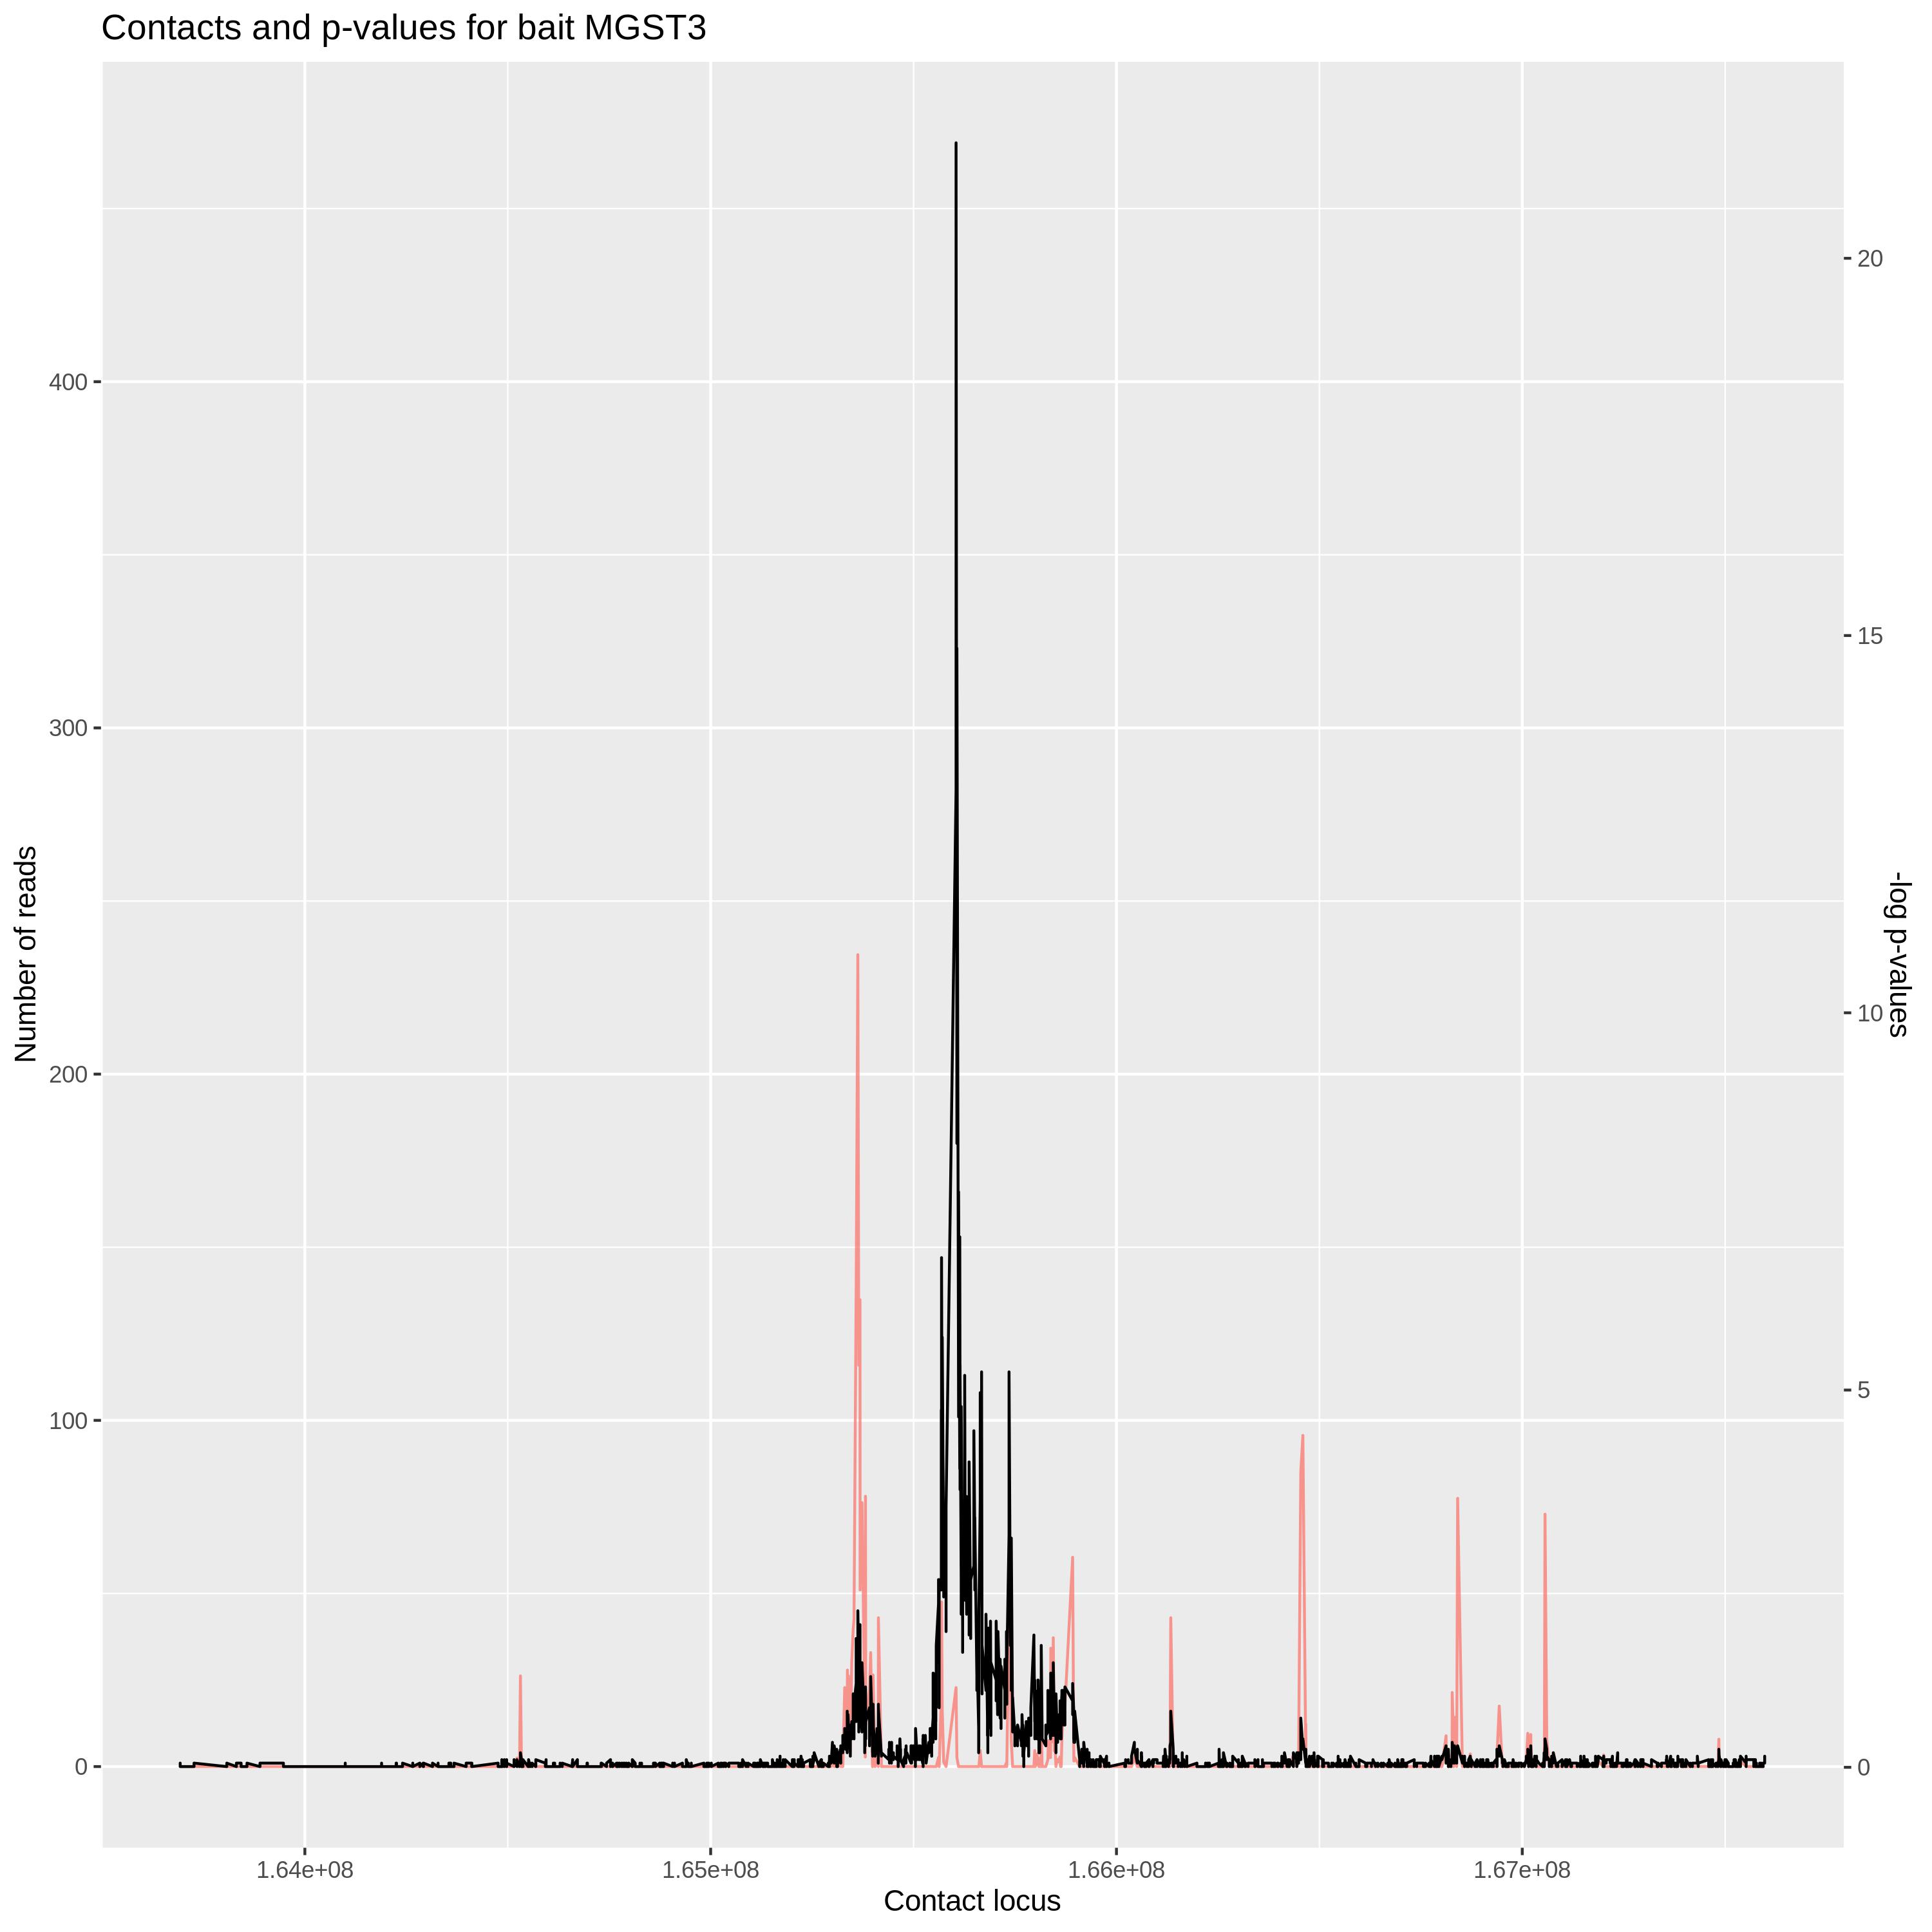 Contacts and p-values for bait MGST3
Number of reads
400
300
200
100
0
20
15
10
5
0
-log p-values
1.64e+08
1.65e+08
1.66e+08
1.67e+08
Contact locus